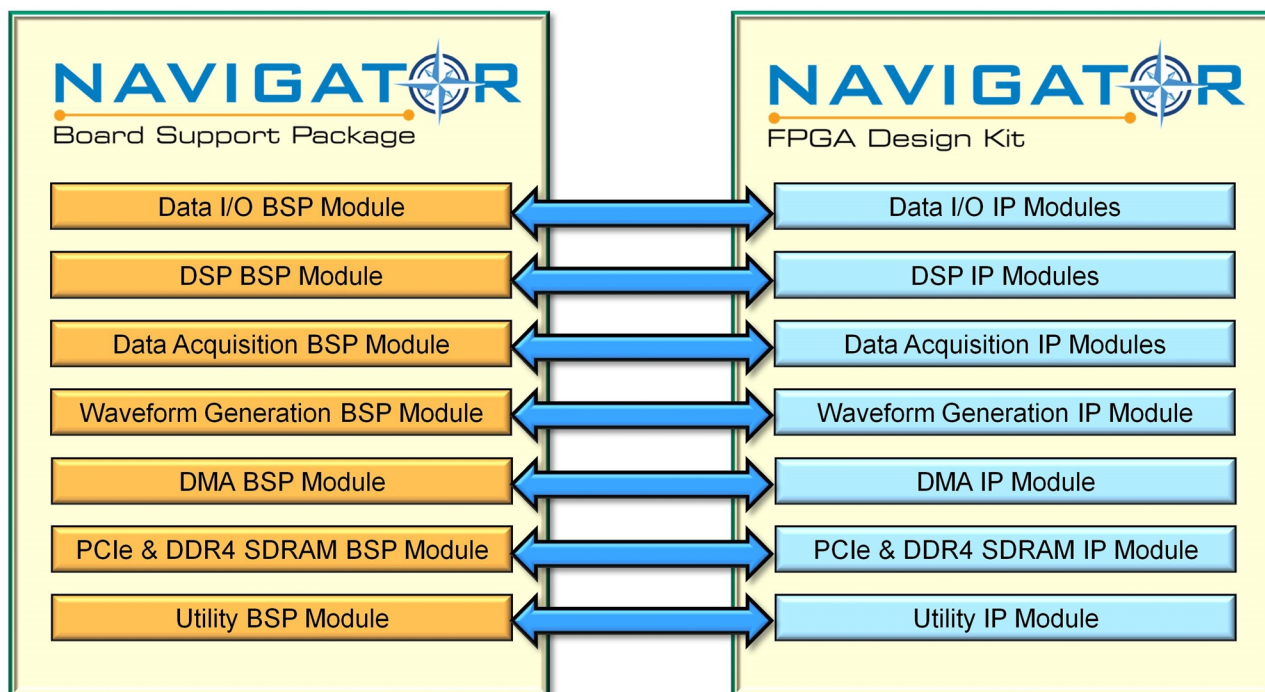 NAVIGATOR
Board Support Package
Data I/O BSP Module
DSP BSP Module
Data Acquisition BSP Module
Waveform Generation BSP Module
DMA BSP Module
PCIe & DDR4 SDRAM BSP Module
Utility BSP Module
NAVIGATOR
FPGA Design Kit
Data I/O IP Modules
DSP IP Modules
Data Acquisition IP Modules
Waveform Generation IP Module
DMA IP Module
PCIe & DDR4 SDRAM IP Module
Utility IP Module